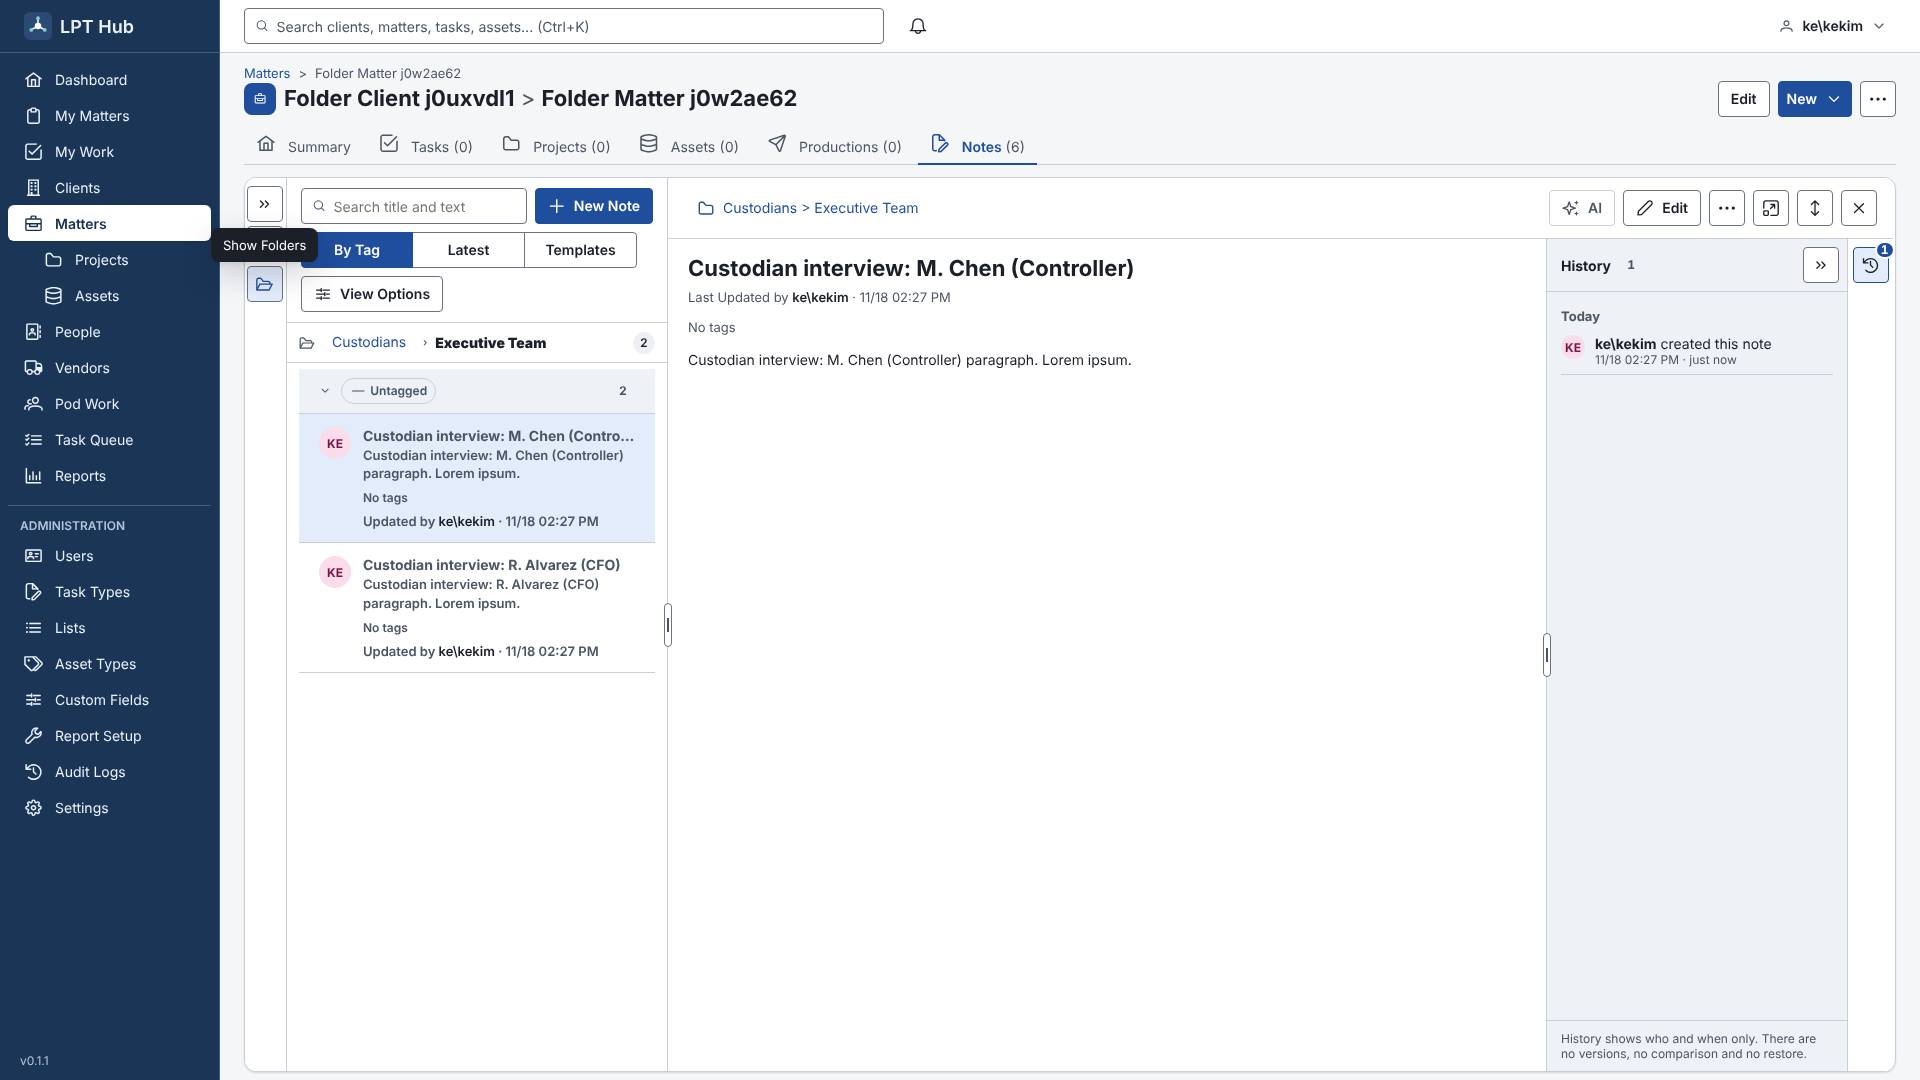 LPT Hub
Search clients, matters, tasks, assets... (Ctrl+K)
ke\kekim
Dashboard
My Matters
My Work
Clients
Matters
Projects
Assets
People
Vendors
Pod Work
Task Queue
Reports
ADMINISTRATION
Users
Task Types
Lists
Asset Types
Custom Fields
Report Setup
Audit Logs
Settings
v0.1.1
Matters > Folder Matter j0w2ae62
Folder Client j0uxvdl1 > Folder Matter j0w2ae62
Edit
New
Summary
Tasks (0)
Projects (0)
Assets (0)
Productions (0)
Notes (6)
Show Folders
Search title and text
New Note
By Tag
Latest
Templates
View Options
Custodians › Executive Team 2
— Untagged 2
KE
Custodian interview: M. Chen (Contro...
Custodian interview: M. Chen (Controller)
paragraph. Lorem ipsum.
No tags
Updated by ke\kekim · 11/18 02:27 PM
KE
Custodian interview: R. Alvarez (CFO)
Custodian interview: R. Alvarez (CFO)
paragraph. Lorem ipsum.
No tags
Updated by ke\kekim · 11/18 02:27 PM
Custodians > Executive Team
AI
Edit
Custodian interview: M. Chen (Controller)
Last Updated by ke\kekim · 11/18 02:27 PM
No tags
Custodian interview: M. Chen (Controller) paragraph. Lorem ipsum.
History 1
1
Today
KE
ke\kekim created this note
11/18 02:27 PM · just now
History shows who and when only. There are
no versions, no comparison and no restore.